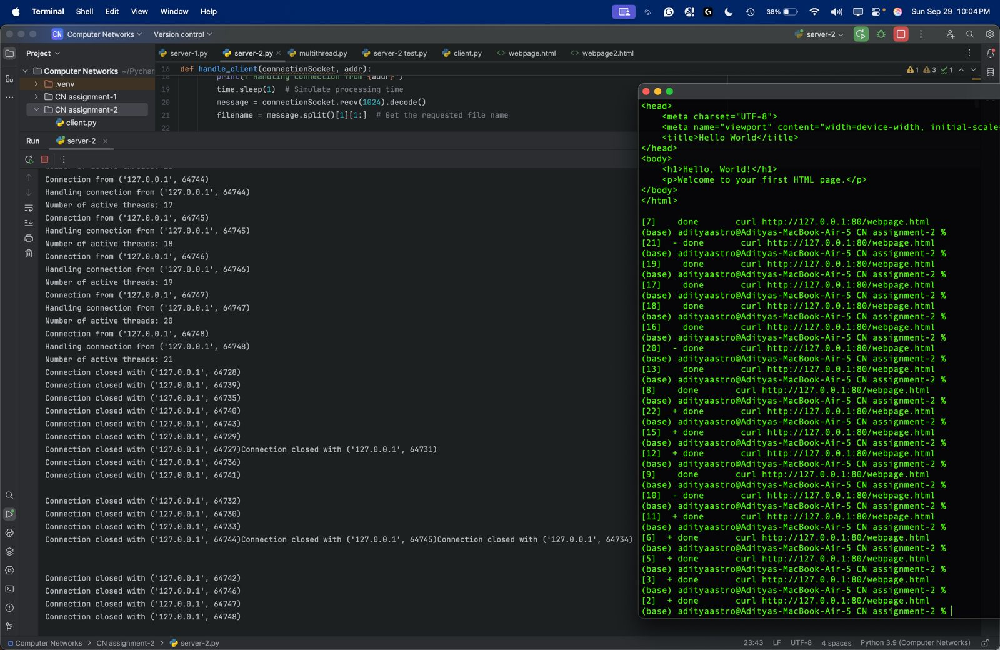 Terminal Shell Edit View Window Help 38% Sun Sep 29 10:04 PM
CN Computer Networks Version control server-2
Project
server-1.py server-2.py multithread.py server-2 test.py client.py webpage.html webpage2.html
Computer Networks ~/Pychar
.venv
CN assignment-1
CN assignment-2
client.py
16 def handle_client(connectionSocket, addr):
1 3 1
18 print(f"Handling connection from {addr}")
19 time.sleep(1) # Simulate processing time
20 message = connectionSocket.recv(1024).decode()
21 filename = message.split()[1][1:] # Get the requested file name
22
Run server-2
Connection from ('127.0.0.1', 64744)
Handling connection from ('127.0.0.1', 64744)
Number of active threads: 17
Connection from ('127.0.0.1', 64745)
Handling connection from ('127.0.0.1', 64745)
Number of active threads: 18
Connection from ('127.0.0.1', 64746)
Handling connection from ('127.0.0.1', 64746)
Number of active threads: 19
Connection from ('127.0.0.1', 64747)
Handling connection from ('127.0.0.1', 64747)
Number of active threads: 20
Connection from ('127.0.0.1', 64748)
Handling connection from ('127.0.0.1', 64748)
Number of active threads: 21
Connection closed with ('127.0.0.1', 64728)
Connection closed with ('127.0.0.1', 64739)
Connection closed with ('127.0.0.1', 64735)
Connection closed with ('127.0.0.1', 64740)
Connection closed with ('127.0.0.1', 64743)
Connection closed with ('127.0.0.1', 64729)
Connection closed with ('127.0.0.1', 64727)Connection closed with ('127.0.0.1', 64731)
Connection closed with ('127.0.0.1', 64736)
Connection closed with ('127.0.0.1', 64741)
Connection closed with ('127.0.0.1', 64732)
Connection closed with ('127.0.0.1', 64730)
Connection closed with ('127.0.0.1', 64733)
Connection closed with ('127.0.0.1', 64744)Connection closed with ('127.0.0.1', 64745)Connection closed with ('127.0.0.1', 64734)
Connection closed with ('127.0.0.1', 64742)
Connection closed with ('127.0.0.1', 64746)
Connection closed with ('127.0.0.1', 64747)
Connection closed with ('127.0.0.1', 64748)
<head>
<meta charset="UTF-8">
<meta name="viewport" content="width=device-width, initial-scale=
<title>Hello World</title>
</head>
<body>
<h1>Hello, World!</h1>
<p>Welcome to your first HTML page.</p>
</body>
</html>
[7] done curl http://127.0.0.1:80/webpage.html
(base) adityaastro@Adityas-MacBook-Air-5 CN assignment-2 %
[21] - done curl http://127.0.0.1:80/webpage.html
(base) adityaastro@Adityas-MacBook-Air-5 CN assignment-2 %
[19] done curl http://127.0.0.1:80/webpage.html
(base) adityaastro@Adityas-MacBook-Air-5 CN assignment-2 %
[17] done curl http://127.0.0.1:80/webpage.html
(base) adityaastro@Adityas-MacBook-Air-5 CN assignment-2 %
[18] done curl http://127.0.0.1:80/webpage.html
(base) adityaastro@Adityas-MacBook-Air-5 CN assignment-2 %
[16] done curl http://127.0.0.1:80/webpage.html
(base) adityaastro@Adityas-MacBook-Air-5 CN assignment-2 %
[20] - done curl http://127.0.0.1:80/webpage.html
(base) adityaastro@Adityas-MacBook-Air-5 CN assignment-2 %
[13] done curl http://127.0.0.1:80/webpage.html
(base) adityaastro@Adityas-MacBook-Air-5 CN assignment-2 %
[8] done curl http://127.0.0.1:80/webpage.html
(base) adityaastro@Adityas-MacBook-Air-5 CN assignment-2 %
[22] + done curl http://127.0.0.1:80/webpage.html
(base) adityaastro@Adityas-MacBook-Air-5 CN assignment-2 %
[15] + done curl http://127.0.0.1:80/webpage.html
(base) adityaastro@Adityas-MacBook-Air-5 CN assignment-2 %
[12] + done curl http://127.0.0.1:80/webpage.html
(base) adityaastro@Adityas-MacBook-Air-5 CN assignment-2 %
[9] done curl http://127.0.0.1:80/webpage.html
(base) adityaastro@Adityas-MacBook-Air-5 CN assignment-2 %
[10] - done curl http://127.0.0.1:80/webpage.html
(base) adityaastro@Adityas-MacBook-Air-5 CN assignment-2 %
[11] + done curl http://127.0.0.1:80/webpage.html
(base) adityaastro@Adityas-MacBook-Air-5 CN assignment-2 %
[6] + done curl http://127.0.0.1:80/webpage.html
(base) adityaastro@Adityas-MacBook-Air-5 CN assignment-2 %
[5] + done curl http://127.0.0.1:80/webpage.html
(base) adityaastro@Adityas-MacBook-Air-5 CN assignment-2 %
[3] + done curl http://127.0.0.1:80/webpage.html
(base) adityaastro@Adityas-MacBook-Air-5 CN assignment-2 %
[2] + done curl http://127.0.0.1:80/webpage.html
(base) adityaastro@Adityas-MacBook-Air-5 CN assignment-2 %
Computer Networks > CN assignment-2 > server-2.py 23:43 LF UTF-8 4 spaces Python 3.9 (Computer Networks)